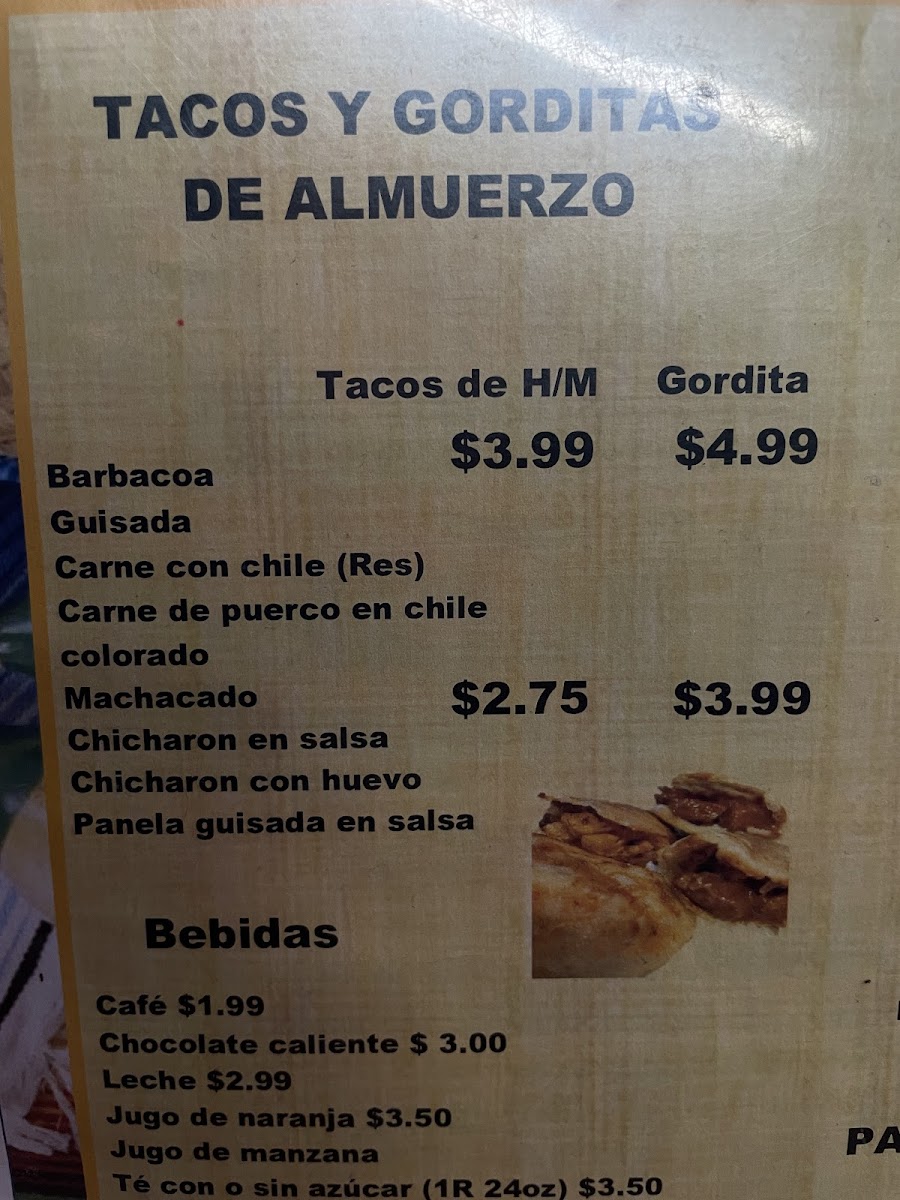 TACOS Y GORDITAS
DE ALMUERZO
Tacos de H/M Gordita
$3.99 $4.99
Barbacoa
Guisada
Carne con chile (Res)
Carne de puerco en chile
colorado
Machacado $2.75 $3.99
Chicharon en salsa
Chicharon con huevo
Panela guisada en salsa
Bebidas
Café $1.99
Chocolate caliente $ 3.00
Leche $2.99
Jugo de naranja $3.50
Jugo de manzana
PA
Té con o sin azúcar (1R 24oz) $3.50